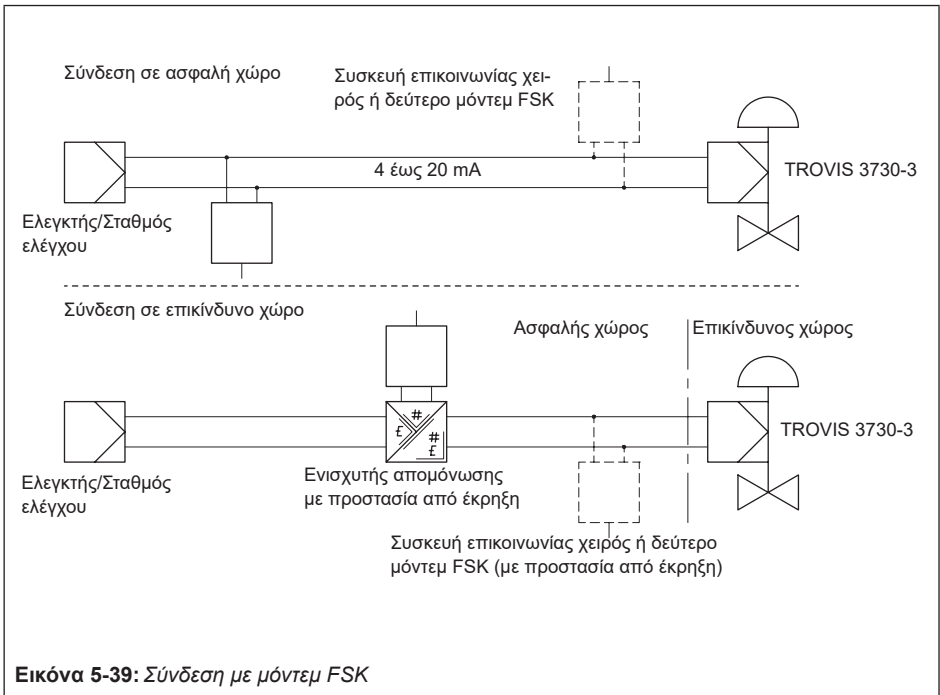 Σύνδεση σε ασφαλή χώρο
Συσκευή επικοινωνίας χει-
ρός ή δεύτερο μόντεμ FSK
4 έως 20 mA
TROVIS 3730-3
Ελεγκτής/Σταθμός
ελέγχου
Σύνδεση σε επικίνδυνο χώρο
Ασφαλής χώρος
Επικίνδυνος χώρος
TROVIS 3730-3
Ελεγκτής/Σταθμός
ελέγχου
Ενισχυτής απομόνωσης
με προστασία από έκρηξη
Συσκευή επικοινωνίας χειρός ή δεύτερο
μόντεμ FSK (με προστασία από έκρηξη)
Εικόνα 5-39: Σύνδεση με μόντεμ FSK